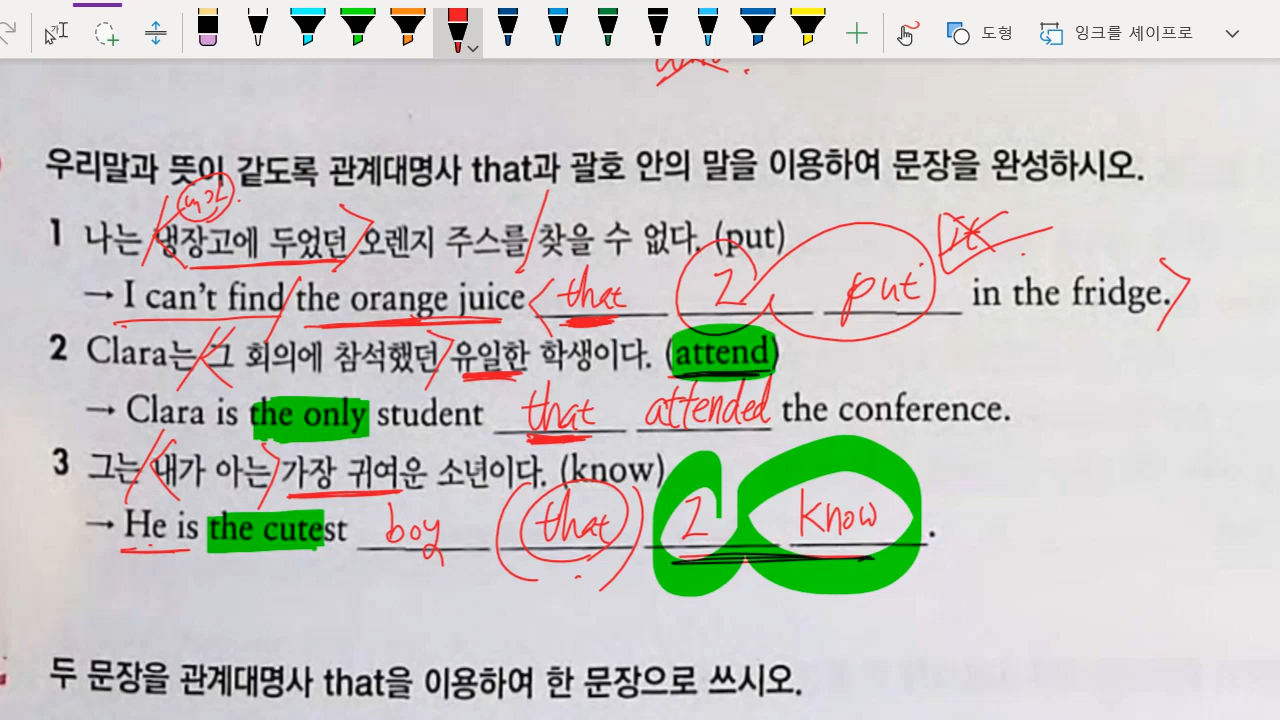 도형 잉크를 셰이프로
우리말과 뜻이 같도록 관계대명사 that과 괄호 안의 말을 이용하여 문장을 완성하시오.
1 나는 냉장고에 두었던 오렌지 주스를 찾을 수 없다. (put)
→ I can't find the orange juice that I put it in the fridge.
2 Clara는 그 회의에 참석했던 유일한 학생이다. (attend)
→ Clara is the only student that attended the conference.
3 그는 내가 아는 가장 귀여운 소년이다. (know)
→ He is the cutest boy that I know.
두 문장을 관계대명사 that을 이용하여 한 문장으로 쓰시오.